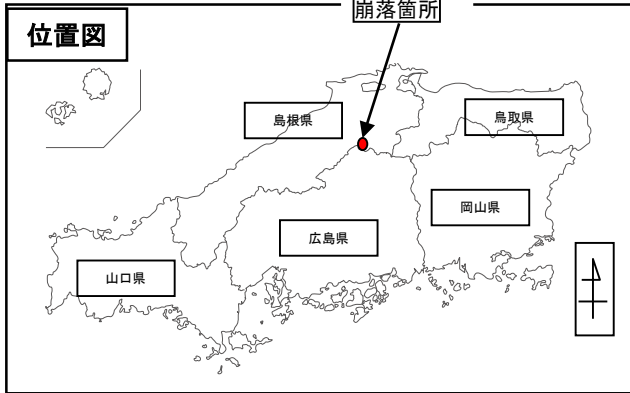 崩落箇所
位置図
島根県
鳥取県
岡山県
広島県
山口県